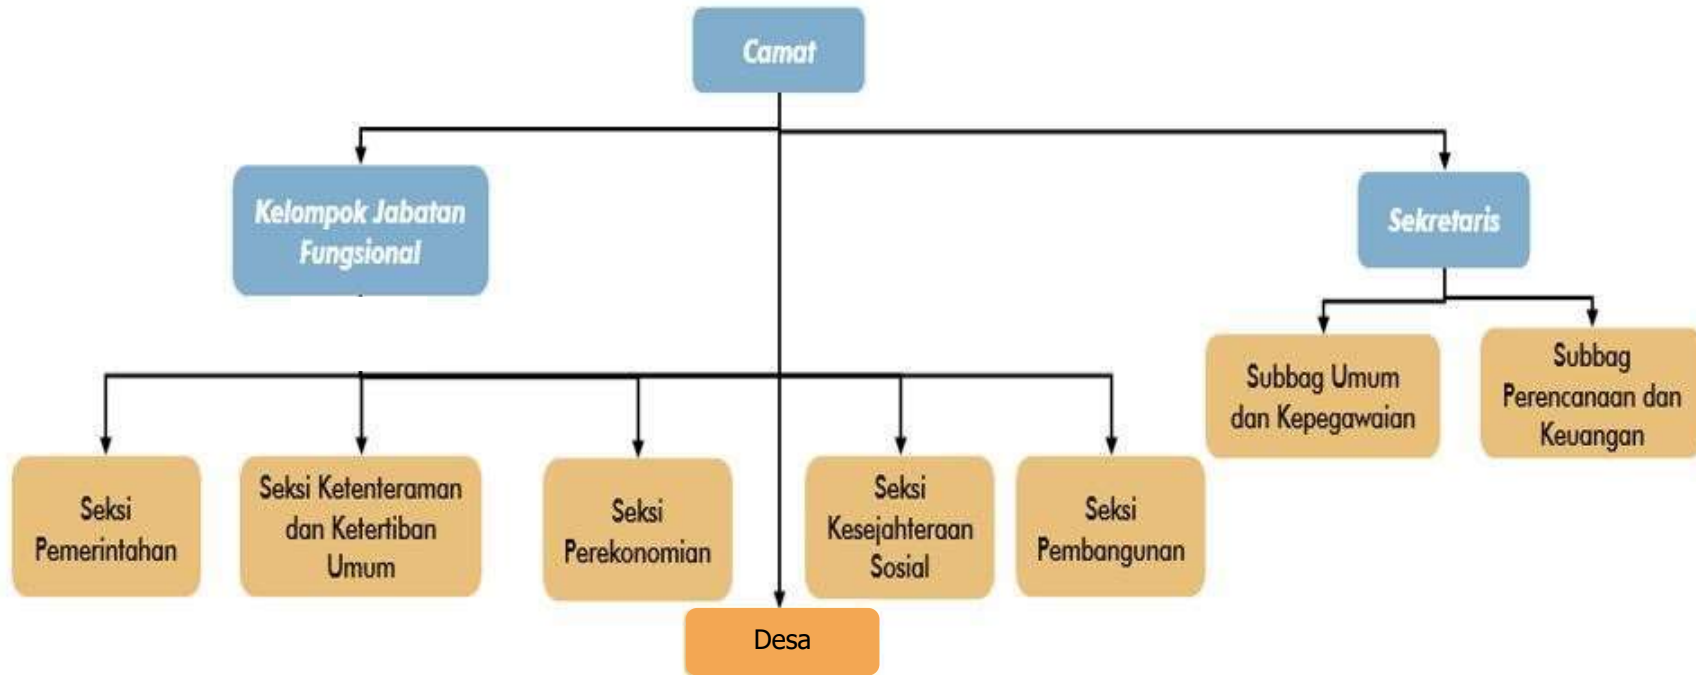 Camat
Kelompok Jabatan
Fungsional
Sekretaris
Subbag Umum
dan Kepegawaian
Subbag
Perencanaan dan
Keuangan
Seksi
Pemerintahan
Seksi Ketenteraman
dan Ketertiban
Umum
Seksi
Perekonomian
Seksi
Kesejahteraan
Sosial
Seksi
Pembangunan
Desa